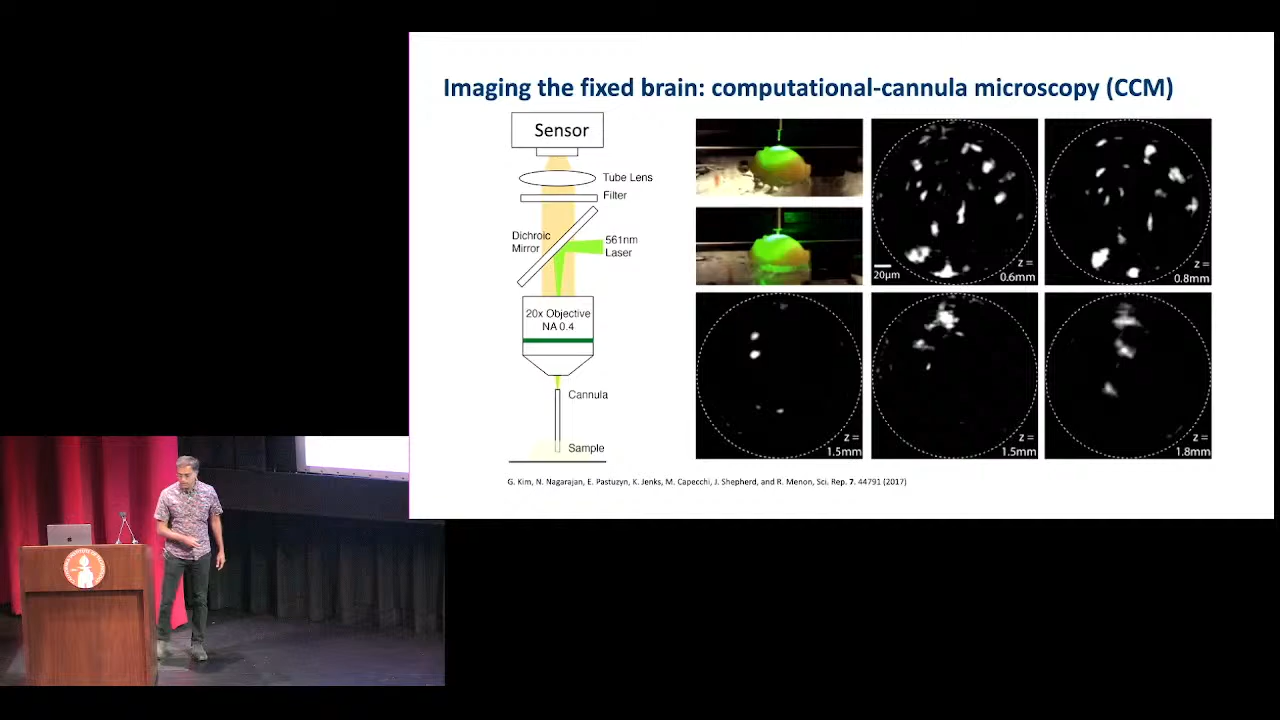 Imaging the fixed brain: computational-cannula microscopy (CCM)
Sensor
Tube Lens
Filter
Dichroic
Mirror
561nm
Laser
20x Objective
NA 0.4
Cannula
Sample
20µm
z =
0.6mm
z =
0.8mm
z =
1.5mm
z =
1.5mm
z =
1.8mm
G. Kim, N. Nagarajan, E. Pastuzyn, K. Jenks, M. Capecchi, J. Shepherd, and R. Menon, Sci. Rep. 7. 44791 (2017)